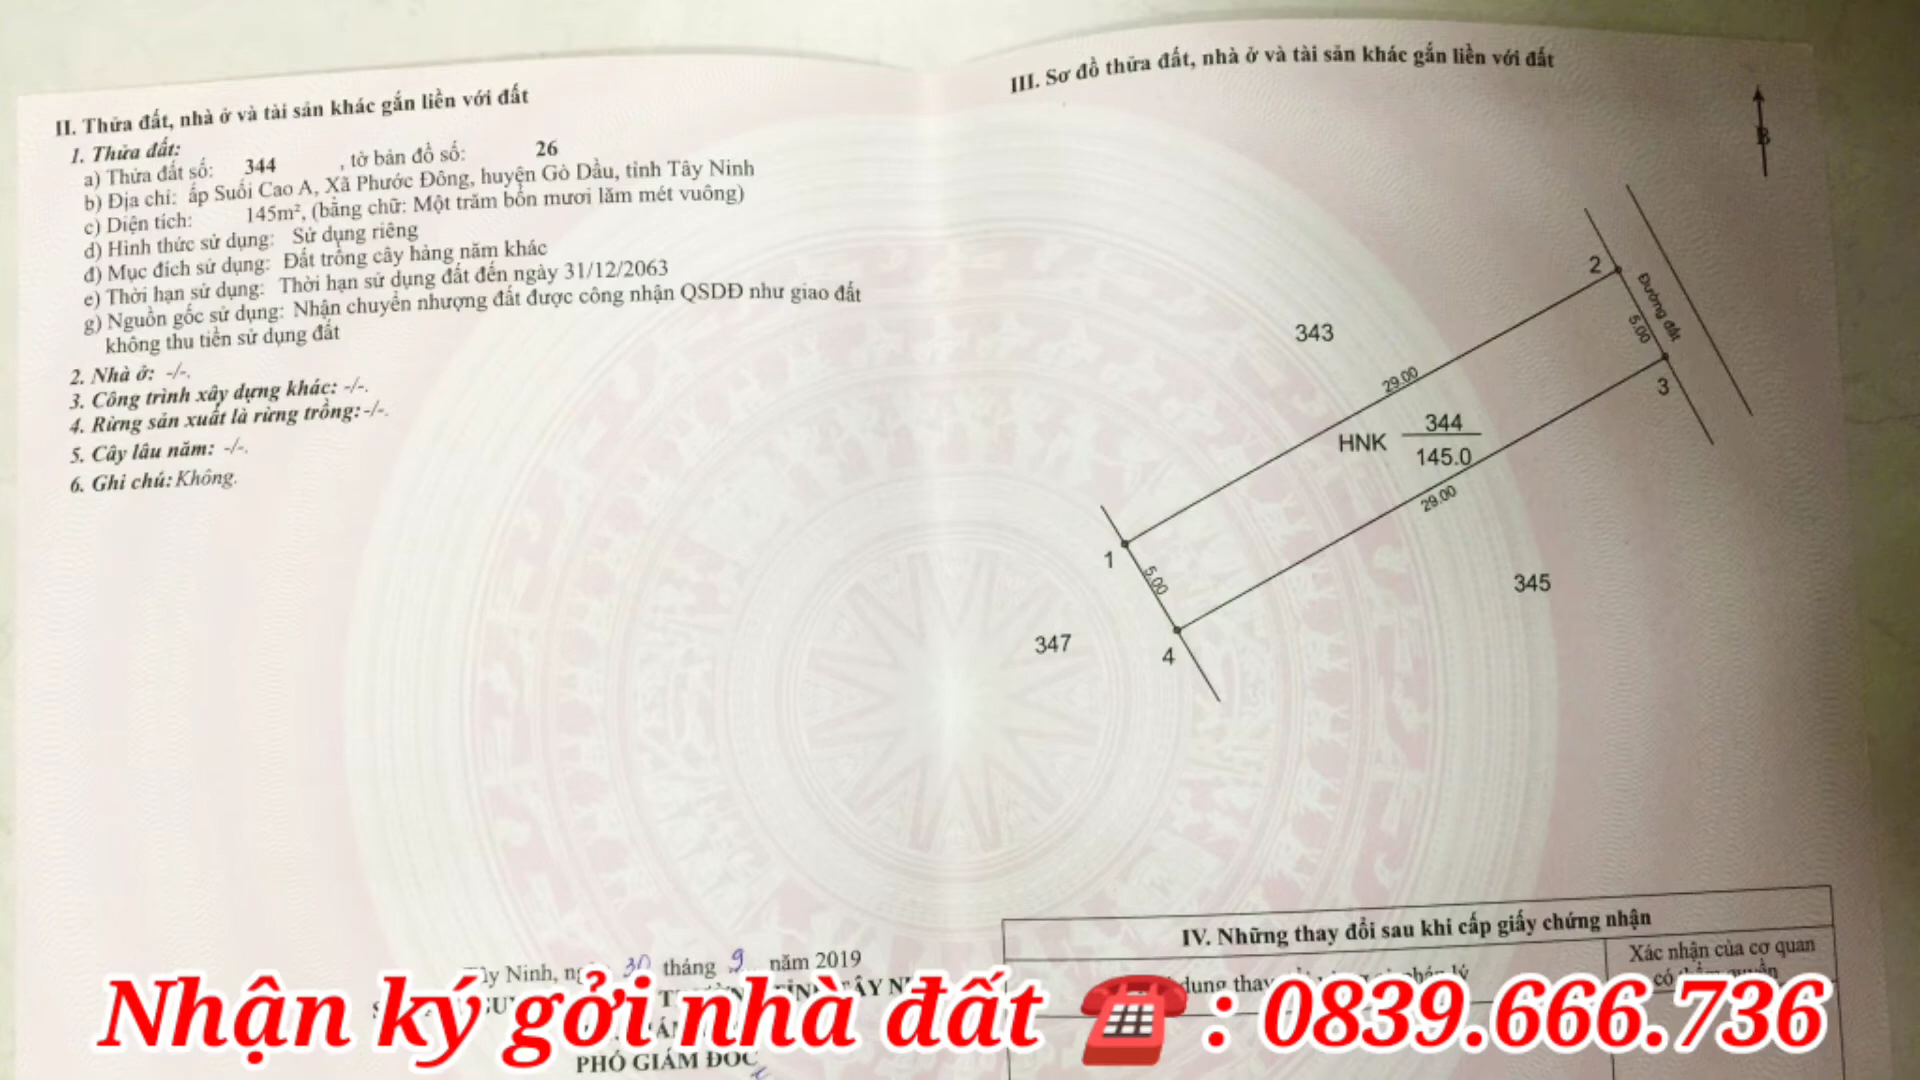 II. Thửa đất, nhà ở và tài sản khác gắn liền với đất
1. Thửa đất:
a) Thửa đất số: 344 , tờ bản đồ số: 26
b) Địa chỉ: ấp Suối Cao A, Xã Phước Đông, huyện Gò Dầu, tỉnh Tây Ninh
c) Diện tích: 145m², (bằng chữ: Một trăm bốn mươi lăm mét vuông)
d) Hình thức sử dụng: Sử dụng riêng
đ) Mục đích sử dụng: Đất trồng cây hàng năm khác
e) Thời hạn sử dụng: Thời hạn sử dụng đất đến ngày 31/12/2063
g) Nguồn gốc sử dụng: Nhận chuyển nhượng đất được công nhận QSDĐ như giao đất
không thu tiền sử dụng đất
2. Nhà ở: -/-.
3. Công trình xây dựng khác: -/-.
4. Rừng sản xuất là rừng trồng: -/-.
5. Cây lâu năm: -/-.
6. Ghi chú: Không.
III. Sơ đồ thửa đất, nhà ở và tài sản khác gắn liền với đất
B
2
Đường đất
5.00
3
343
29.00
HNK 344
145.0
29.00
1
5.00
4
345
347
Ninh, 30 tháng 9 năm 2019
PHÓ GIÁM ĐỐC
IV. Những thay đổi sau khi cấp giấy chứng nhận
Xác nhận của cơ quan
có
Nhận ký gởi nhà đất ☎️: 0839.666.736